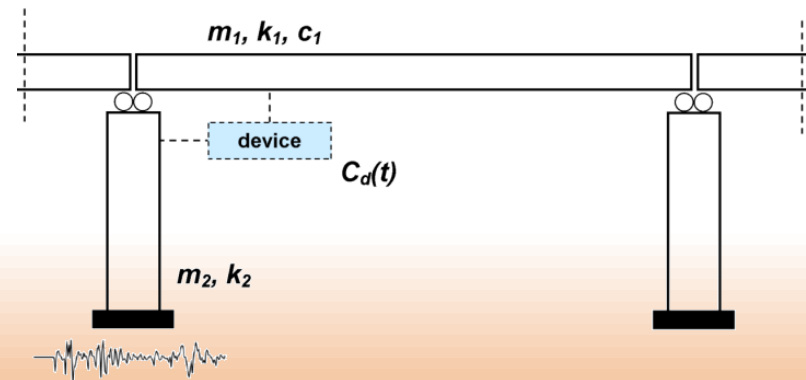 m1, k1, c1
device
Cd(t)
m2, k2